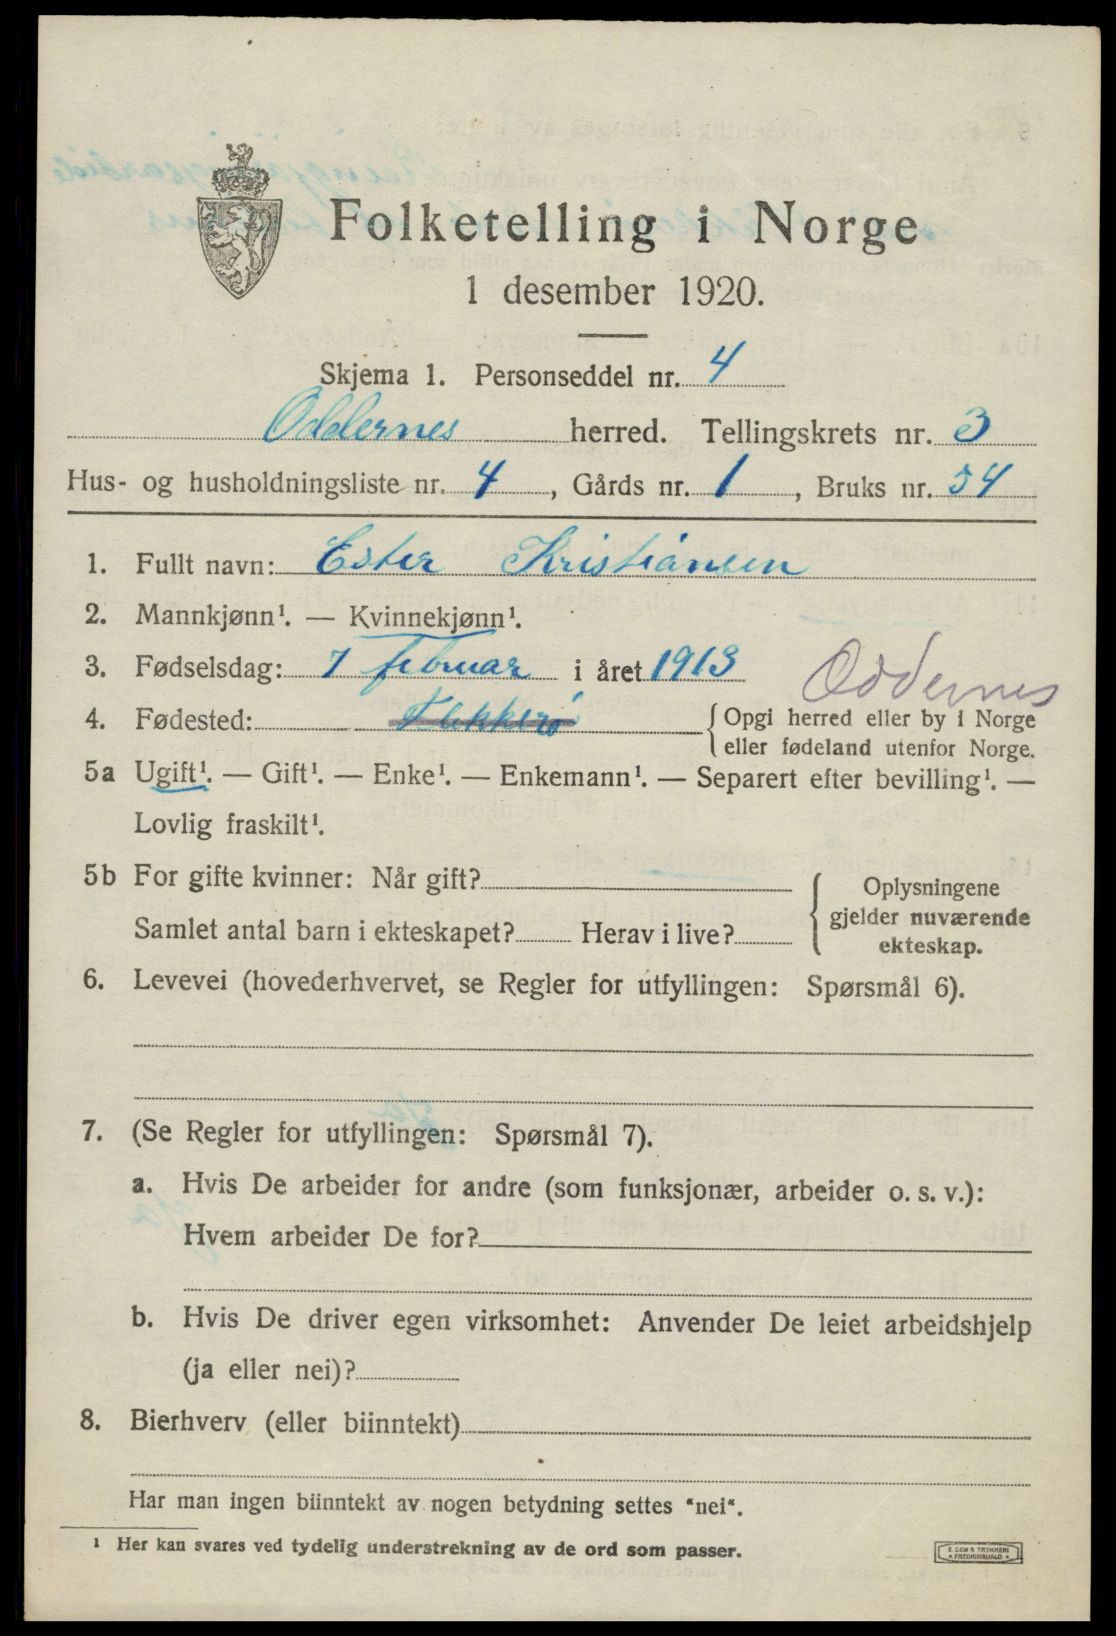 Folketelling i Norge
1 desember 1920.
Skjema 1. Personseddel nr. 4
Oddernes herred. Tellingskrets nr. 3
Hus- og husholdningsliste nr. 4, Gårds nr. 1, Bruks nr. 54
1. Fullt navn: Ester Kristiansen
2. Mannkjønn¹. — Kvinnekjønn¹.
3. Fødselsdag: 7 februar i året 1913
Oddernes
4. Fødested: Flekkerø { Opgi herred eller by i Norge
eller fødeland utenfor Norge.
5a Ugift¹. — Gift¹. — Enke¹. — Enkemann¹. — Separert efter bevilling¹. —
Lovlig fraskilt¹.
5b For gifte kvinner: Når gift?
Samlet antal barn i ekteskapet? Herav i live?
{ Oplysningene
gjelder nuværende
ekteskap.
6. Levevei (hovederhvervet, se Regler for utfyllingen: Spørsmål 6).
7. (Se Regler for utfyllingen: Spørsmål 7).
a. Hvis De arbeider for andre (som funksjonær, arbeider o. s. v.):
Hvem arbeider De for?
b. Hvis De driver egen virksomhet: Anvender De leiet arbeidshjelp
(ja eller nei)?
8. Bierhverv (eller biinntekt)
Har man ingen biinntekt av nogen betydning settes "nei".
¹ Her kan svares ved tydelig understrekning av de ord som passer.
E. SEM'S TRYKKERI
FREDRIKSHALD